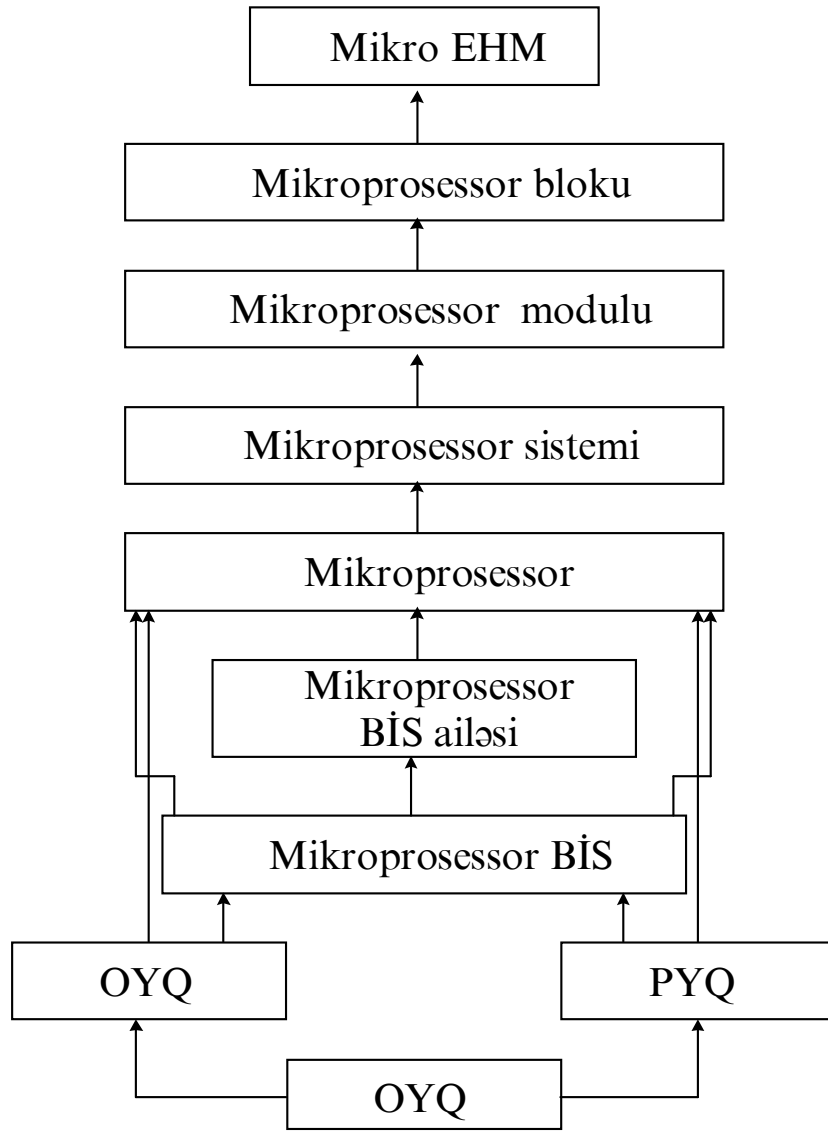 Mikro EHM
Mikroprosessor bloku
Mikroprosessor modulu
Mikroprosessor sistemi
Mikroprosessor
Mikroprosessor
BİS ailəsi
Mikroprosessor BİS
OYQ
PYQ
OYQ